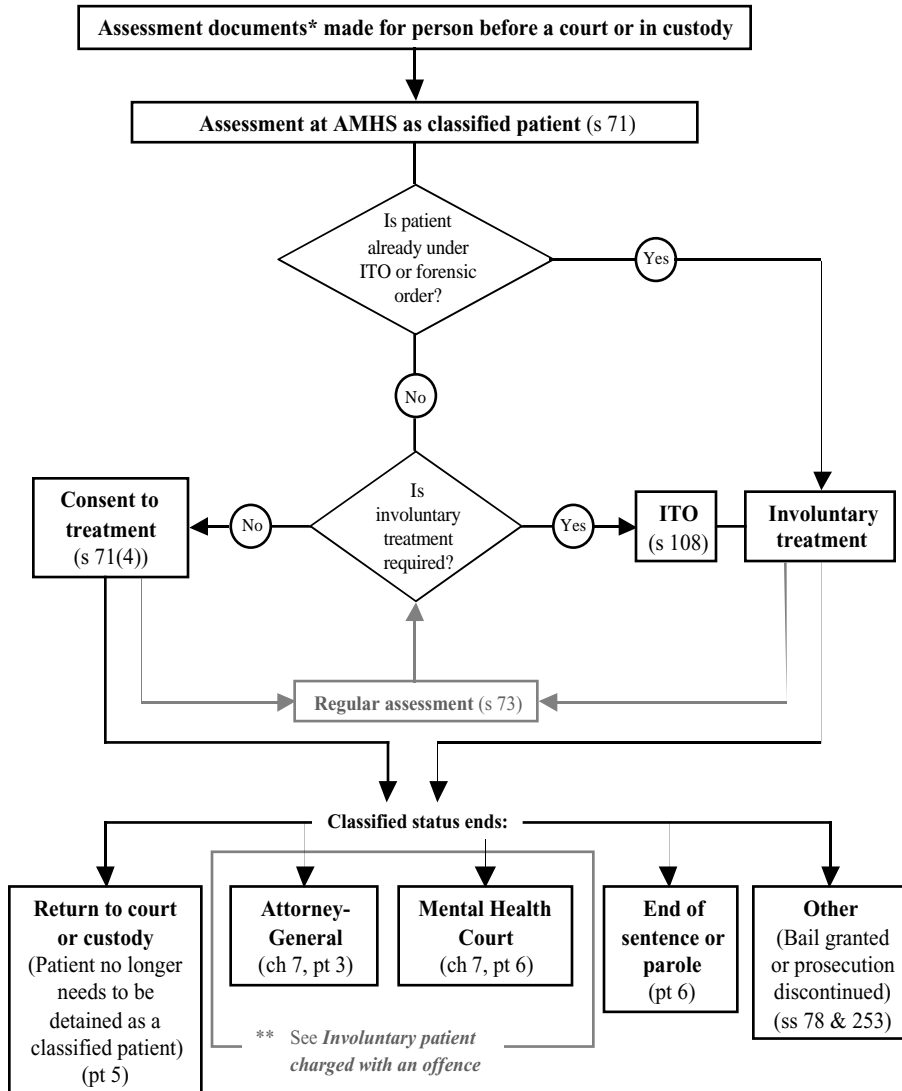 Assessment documents* made for person before a court or in custody
Assessment at AMHS as classified patient (s 71)
Is patient
already under
ITO or forensic
order?
Yes
No
Consent to
treatment
(s 71(4))
No
Is
involuntary
treatment
required?
Yes
ITO
(s 108)
Involuntary
treatment
Regular assessment (s 73)
Classified status ends:
Return to court
or custody
(Patient no longer
needs to be
detained as a
classified patient)
(pt 5)
Attorney-
General
(ch 7, pt 3)
Mental Health
Court
(ch 7, pt 6)
End of
sentence or
parole
(pt 6)
Other
(Bail granted
or prosecution
discontinued)
(ss 78 & 253)
** See Involuntary patient
charged with an offence